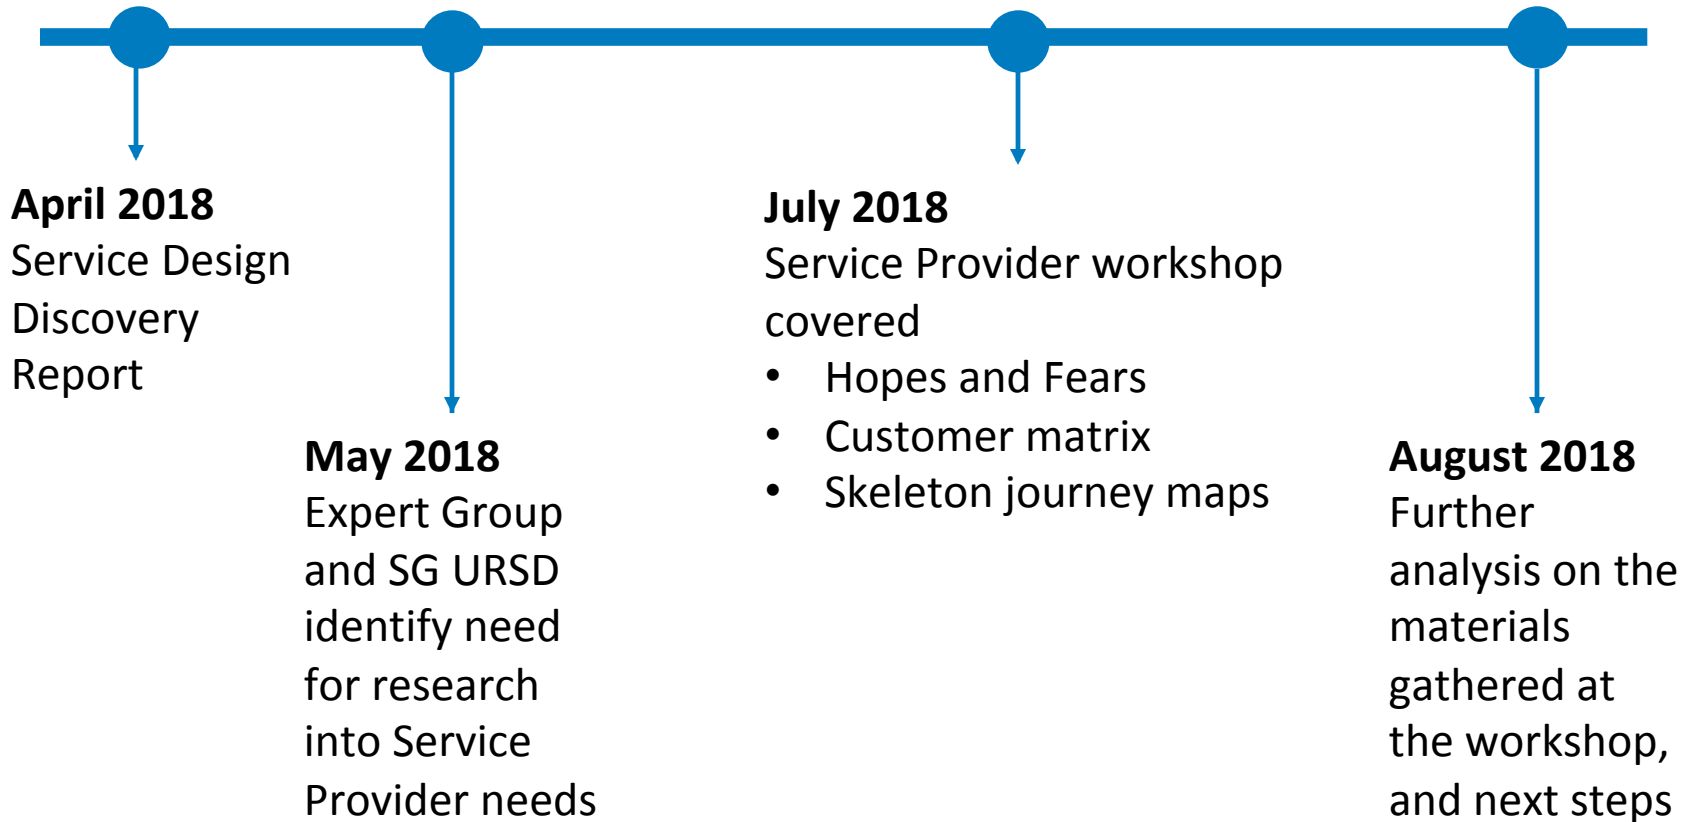 April 2018
Service Design
Discovery
Report
May 2018
Expert Group
and SG URSD
identify need
for research
into Service
Provider needs
July 2018
Service Provider workshop
covered
• Hopes and Fears
• Customer matrix
• Skeleton journey maps
August 2018
Further
analysis on the
materials
gathered at
the workshop,
and next steps